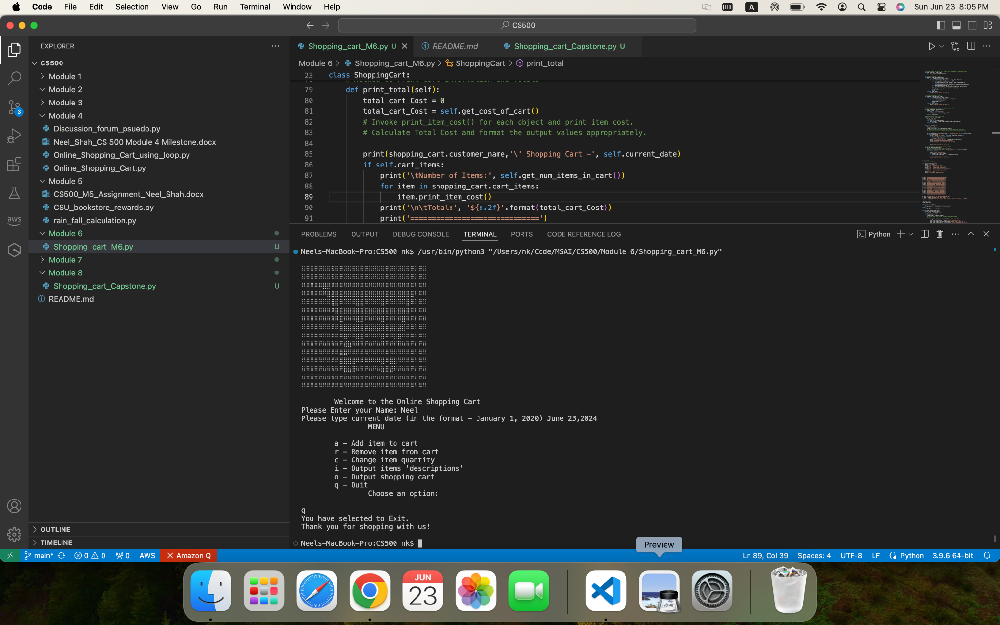 Code File Edit Selection View Go Run Terminal Window Help A Sun Jun 23 8:05 PM
CS500
EXPLORER
CS500
Module 1
Module 2
Module 3
Module 4
Discussion_forum_psuedo.py
Neel_Shah_CS 500 Module 4 Milestone.docx
Online_Shopping_Cart_using_loop.py
Online_Shopping_Cart.py
Module 5
CS500_M5_Assignment_Neel_Shah.docx
CSU_bookstore_rewards.py
rain_fall_calculation.py
Module 6
Shopping_cart_M6.py U
Module 7
Module 8
Shopping_cart_Capstone.py U
README.md
OUTLINE
TIMELINE
3
aws
Shopping_cart_M6.py U README.md Shopping_cart_Capstone.py U
Module 6 > Shopping_cart_M6.py > ShoppingCart > print_total
23 class ShoppingCart:
79 def print_total(self):
80 total_cart_Cost = 0
81 total_cart_Cost = self.get_cost_of_cart()
82 # Invoke print_item_cost() for each object and print item cost.
83 # Calculate Total Cost and format the output values appropriately.
84
85 print(shopping_cart.customer_name,'\' Shopping Cart -', self.current_date)
86 if self.cart_items:
87 print('\tNumber of Items:', self.get_num_items_in_cart())
88 for item in shopping_cart.cart_items:
89 item.print_item_cost()
90 print('\n\tTotal:', '${:.2f}'.format(total_cart_Cost))
91 print('==============================')
PROBLEMS OUTPUT DEBUG CONSOLE TERMINAL PORTS CODE REFERENCE LOG Python
Neels-MacBook-Pro:CS500 nk$ /usr/bin/python3 "/Users/nk/Code/MSAI/CS500/Module 6/Shopping_cart_M6.py"
Welcome to the Online Shopping Cart
Please Enter your Name: Neel
Please type current date (in the format - January 1, 2020) June 23,2024
MENU
a - Add item to cart
r - Remove item from cart
c - Change item quantity
i - Output items 'descriptions'
o - Output shopping cart
q - Quit
Choose an option:
q
You have selected to Exit.
Thank you for shopping with us!
Neels-MacBook-Pro:CS500 nk$
Preview
main* 0 0 0 AWS Amazon Q Ln 89, Col 39 Spaces: 4 UTF-8 LF Python 3.9.6 64-bit
JUN
23